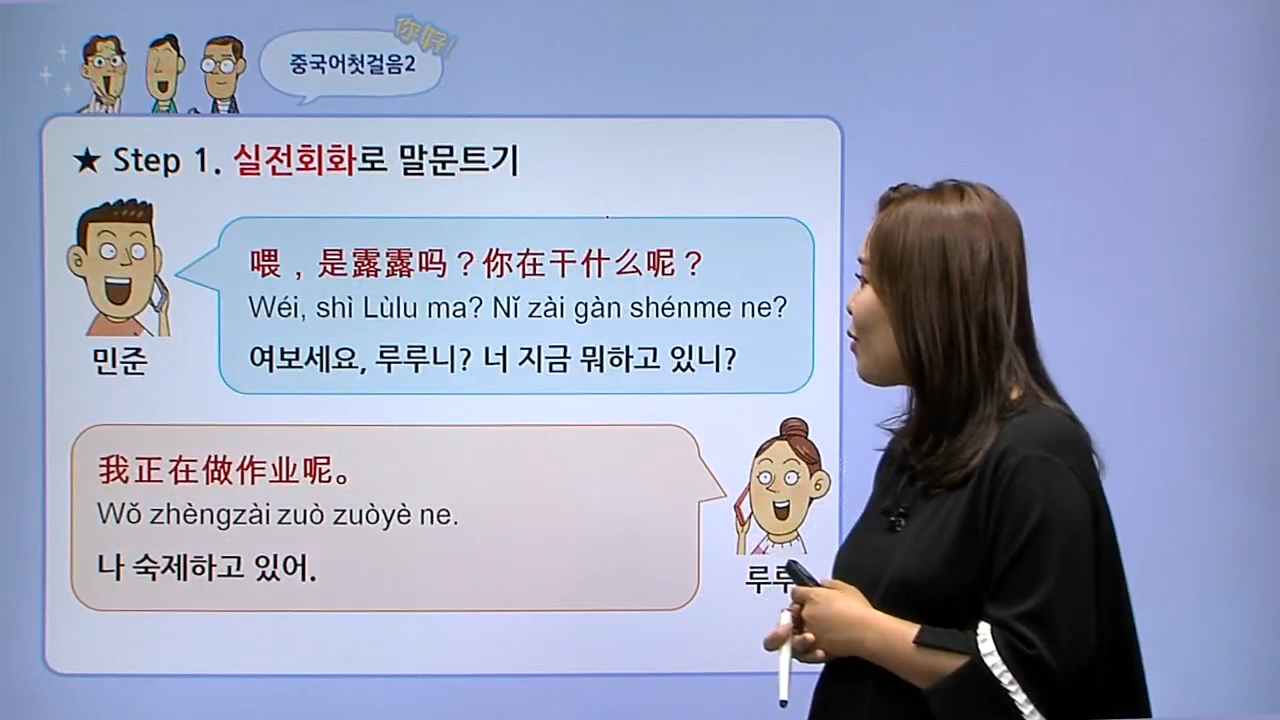 你好!
중국어첫걸음2
★ Step 1. 실전회화로 말문트기
喂，是露露吗？你在干什么呢？
Wéi, shì Lùlu ma? Nǐ zài gàn shénme ne?
여보세요, 루루니? 너 지금 뭐하고 있니?
민준
我正在做作业呢。
Wǒ zhèngzài zuò zuòyè ne.
나 숙제하고 있어.
루루